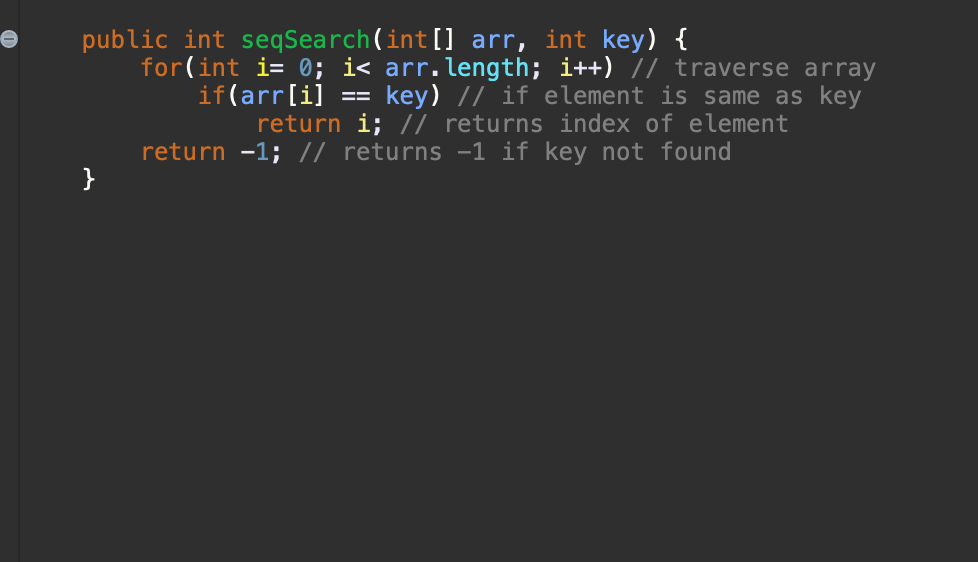 public int seqSearch(int[] arr, int key) {
for(int i= 0; i< arr.length; i++) // traverse array
if(arr[i] == key) // if element is same as key
return i; // returns index of element
return -1; // returns -1 if key not found
}